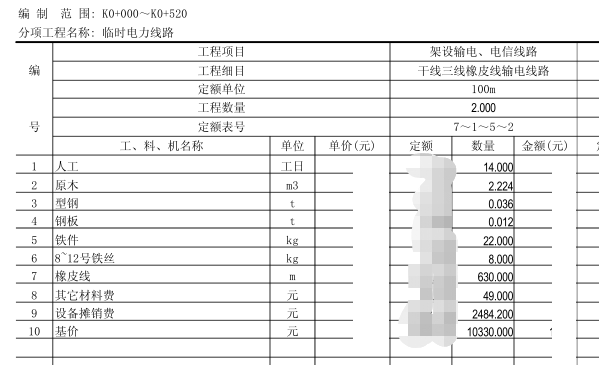 编 制 范 围: K0+000～K0+520
分项工程名称: 临时电力线路
编号
工程项目 架设输电、电信线路
工程细目 干线三线橡皮线输电线路
定额单位 100m
工程数量 2.000
定额表号 7～1～5～2
工、料、机名称 单位 单价(元) 定额 数量 金额(元)
1 人工 工日 14.000
2 原木 m3 2.224
3 型钢 t 0.036
4 钢板 t 0.012
5 铁件 kg 22.000
6 8~12号铁丝 kg 8.000
7 橡皮线 m 630.000
8 其它材料费 元 49.000
9 设备摊销费 元 2484.200
10 基价 元 10330.000